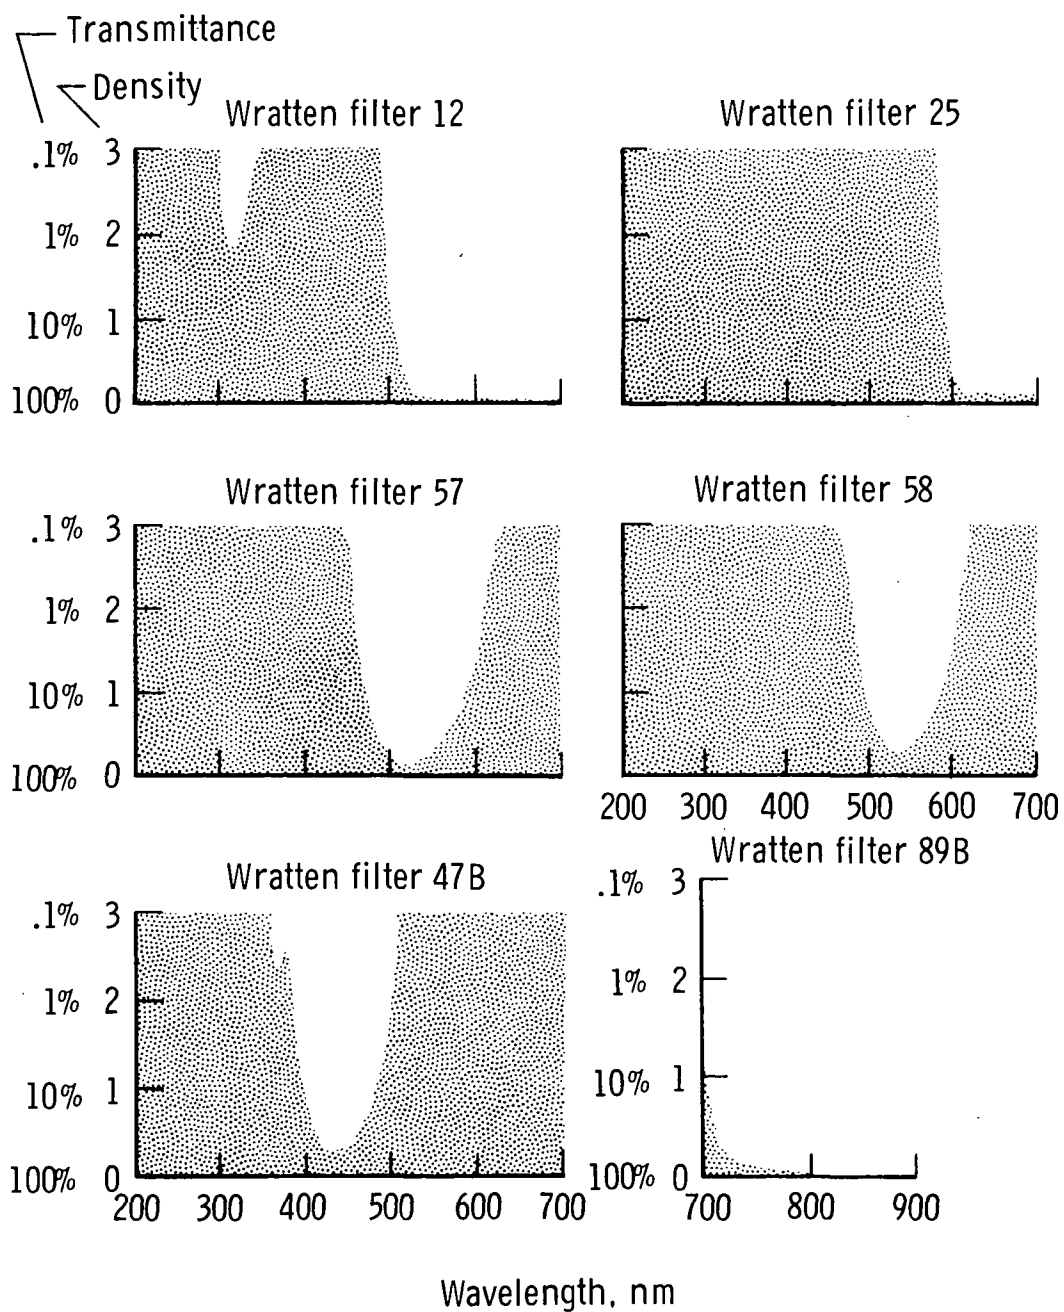 Transmittance
Density
Wratten filter 12
Wratten filter 25
.1% 3
1% 2
10% 1
100% 0
Wratten filter 57
Wratten filter 58
.1% 3
1% 2
10% 1
100% 0
200 300 400 500 600 700
Wratten filter 47B
Wratten filter 89B
.1% 3
1% 2
10% 1
100% 0
200 300 400 500 600 700
.1% 3
1% 2
10% 1
100% 0
700 800 900
Wavelength, nm